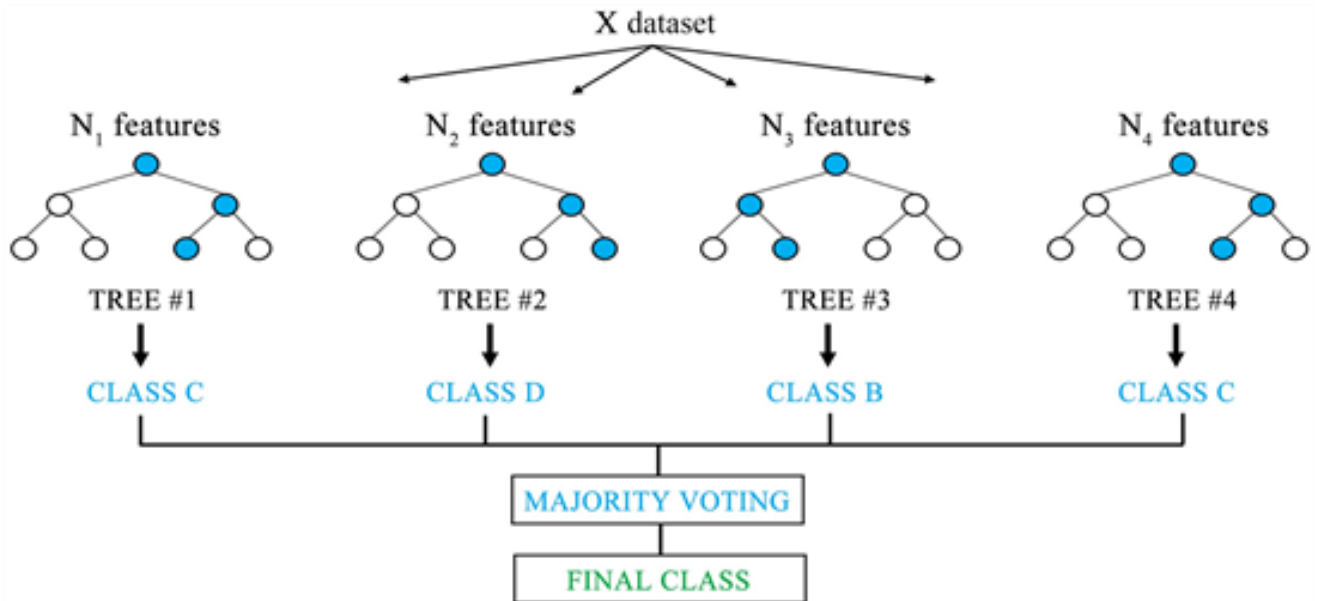 X dataset
N₁ features
N₂ features
N₃ features
N₄ features
TREE #1
TREE #2
TREE #3
TREE #4
CLASS C
CLASS D
CLASS B
CLASS C
MAJORITY VOTING
FINAL CLASS